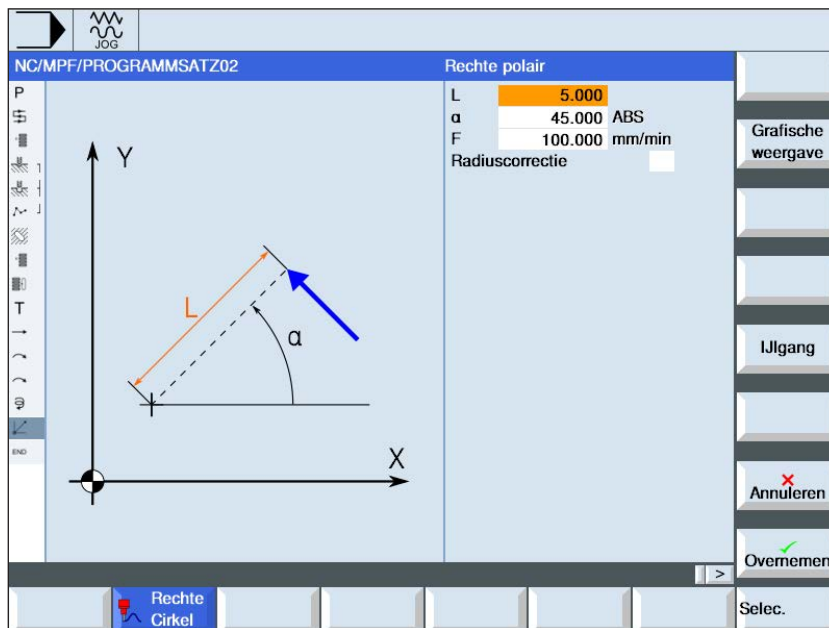 JOG
NC/MPF/PROGRAMMSATZ02
Rechte polair
P
T
END
Y
L
α
X
L 5.000
α 45.000 ABS
F 100.000 mm/min
Radiuscorrectie
Grafische
weergave
IJlgang
Annuleren
Overnemen
>
Rechte
Cirkel
Selec.